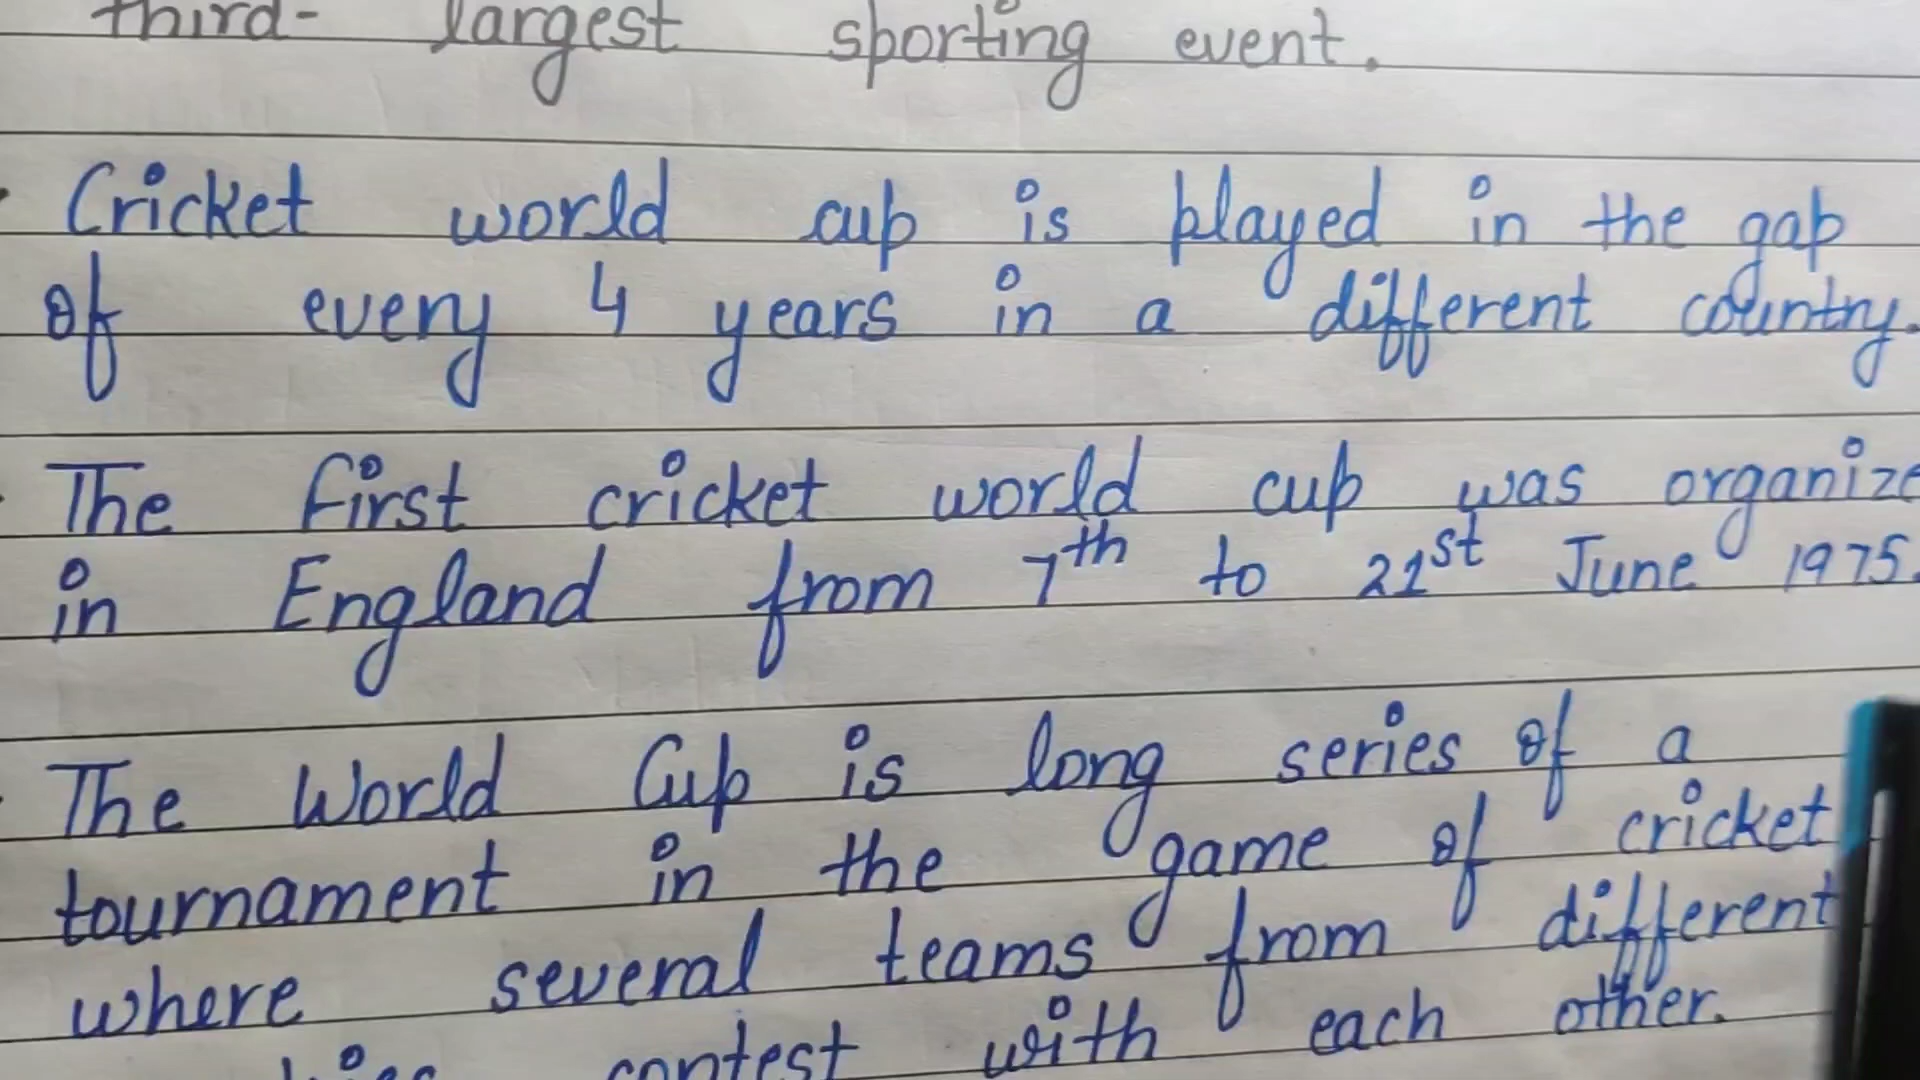 third- largest sporting event.
Cricket world cup is played in the gap
of every 4 years in a different country.
The first cricket world cup was organize
in England from 7th to 21st June 1975.
The World Cup is long series of a
tournament in the game of cricket
where several teams from different
contest with each other.